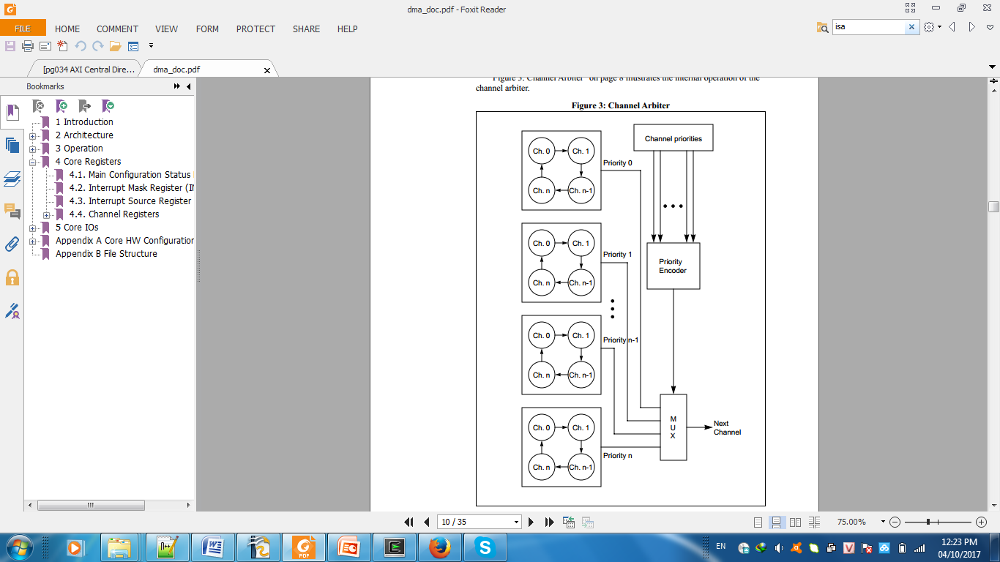 dma_doc.pdf - Foxit Reader
FILE HOME COMMENT VIEW FORM PROTECT SHARE HELP
isa
[pg034 AXI Central Dire... dma_doc.pdf
Bookmarks
1 Introduction
2 Architecture
3 Operation
4 Core Registers
4.1. Main Configuration Status
4.2. Interrupt Mask Register (I
4.3. Interrupt Source Register
4.4. Channel Registers
5 Core IOs
Appendix A Core HW Configuration
Appendix B File Structure
Figure 3: Channel Arbiter" on page 8 illustrates the internal operation of the
channel arbiter.
Figure 3: Channel Arbiter
Ch. 0 Ch. 1
Ch. n Ch. n-1
Priority 0
Ch. 0 Ch. 1
Ch. n Ch. n-1
Priority 1
Ch. 0 Ch. 1
Ch. n Ch. n-1
Priority n-1
Ch. 0 Ch. 1
Ch. n Ch. n-1
Priority n
Channel priorities
Priority
Encoder
M
U
X
Next
Channel
10 / 35
75.00%
EN
12:23 PM
04/10/2017